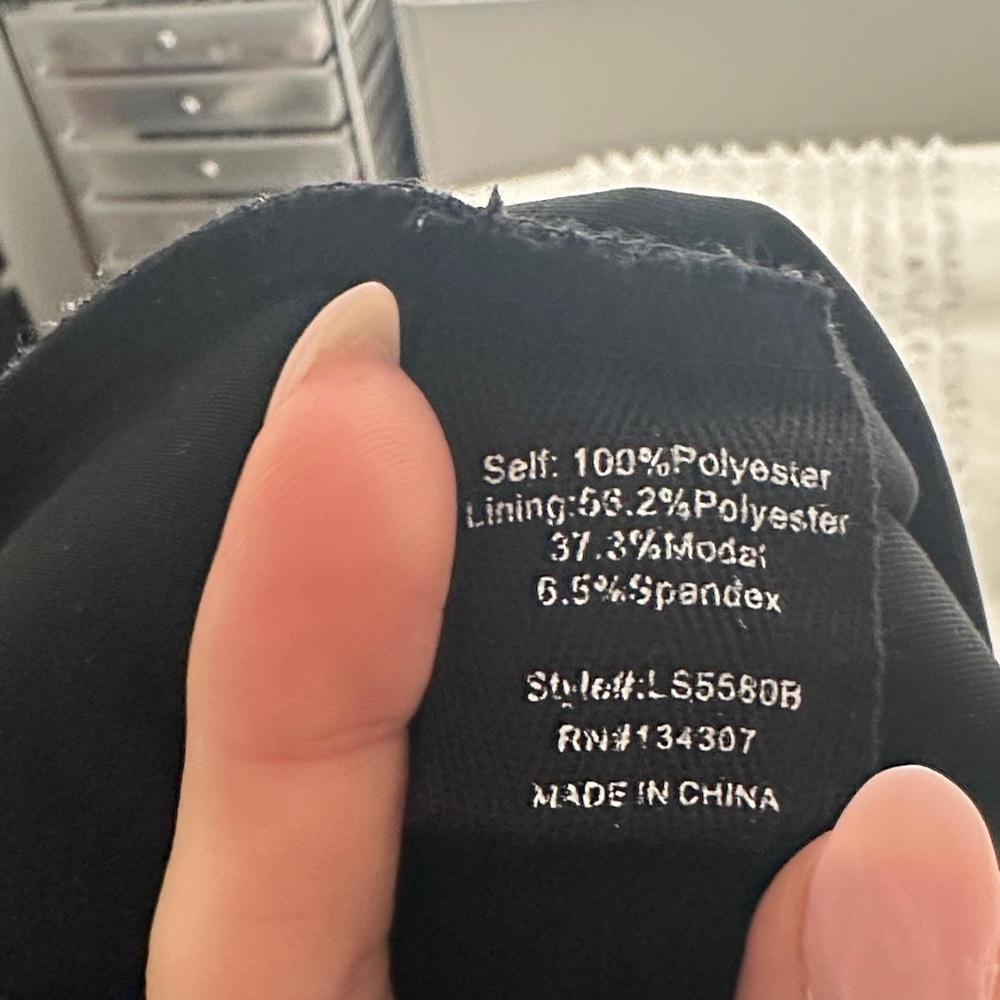 Self: 100%Polyester
Lining:56.2%Polyester
37.3%Modal
6.5%Spandex
Style#:LS5580B
RN#134307
MADE IN CHINA